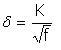 δ = K / √f